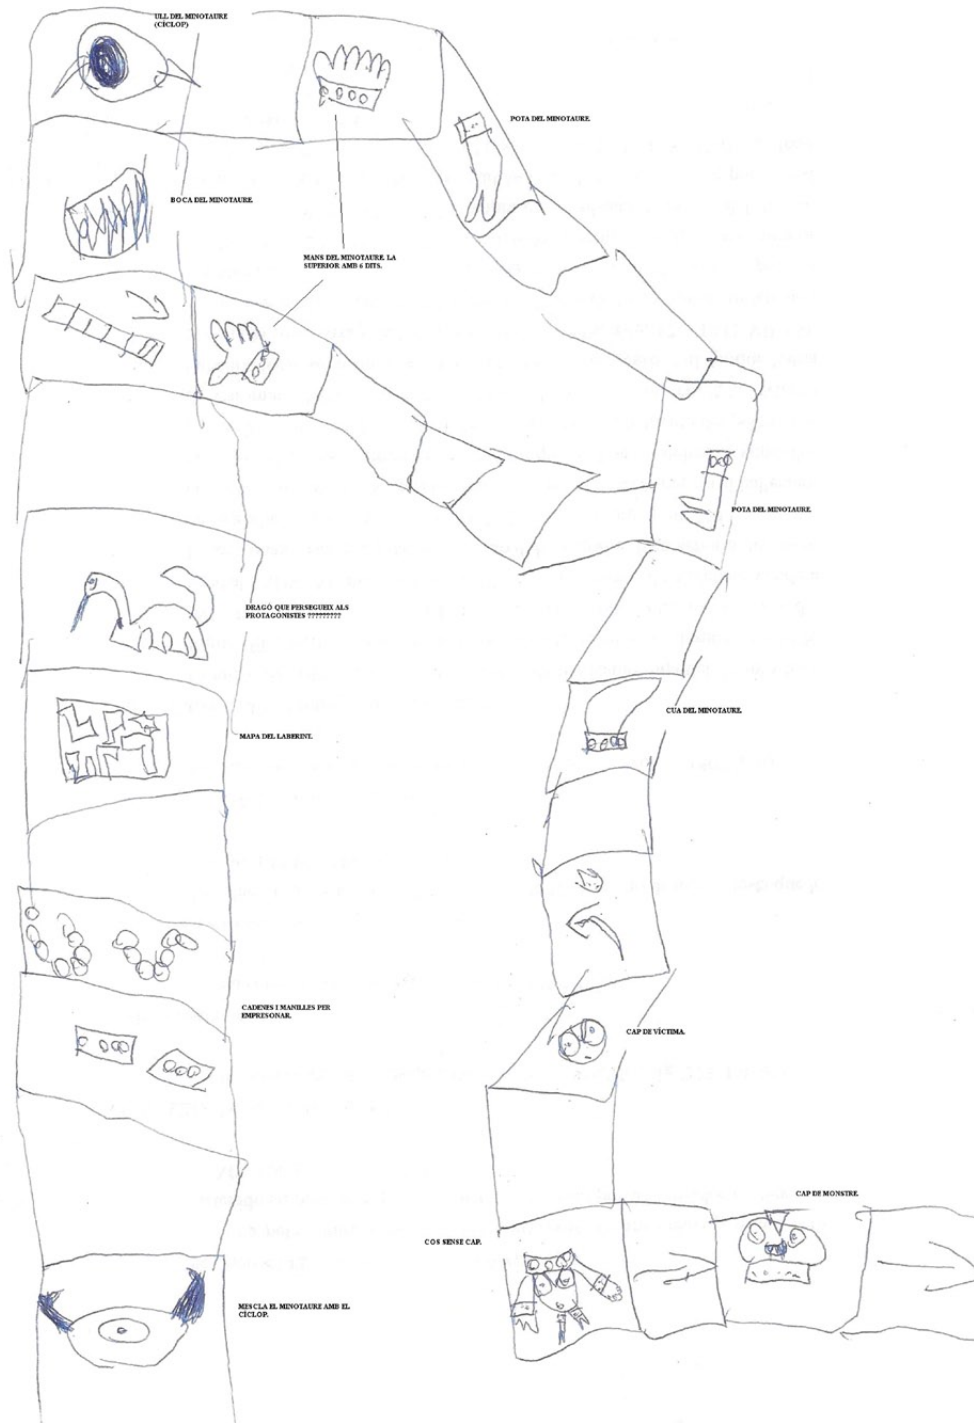 ULL DEL MINOTAURE
(CÍCLOP)
POTA DEL MINOTAURE.
BOCA DEL MINOTAURE.
MANS DEL MINOTAURE. LA
SUPERIOR AMB 6 DITS.
POTA DEL MINOTAURE.
DRAGÓ QUE PERSEGUEIX ALS
PROTAGONISTES ?????????
CUA DEL MINOTAURE.
MAPA DEL LABERINT.
CADENES I MANILLES PER
EMPRESONAR.
CAP DE VÍCTIMA.
CAP DE MONSTRE.
COS SENSE CAP.
MESCLA EL MINOTAURE AMB EL
CÍCLOP.